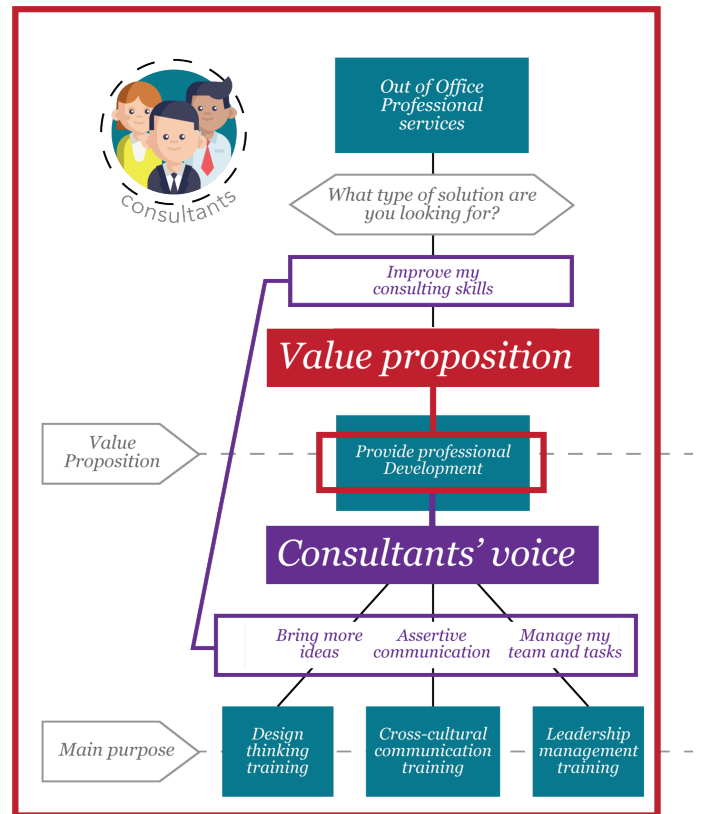 Out of Office
Professional
services
consultants
What type of solution are
you looking for?
Improve my
consulting skills
Value proposition
Value
Proposition
Provide professional
Development
Consultants’ voice
Bring more
ideas
Assertive
communication
Manage my
team and tasks
Main purpose
Design
thinking
training
Cross-cultural
communication
training
Leadership
management
training